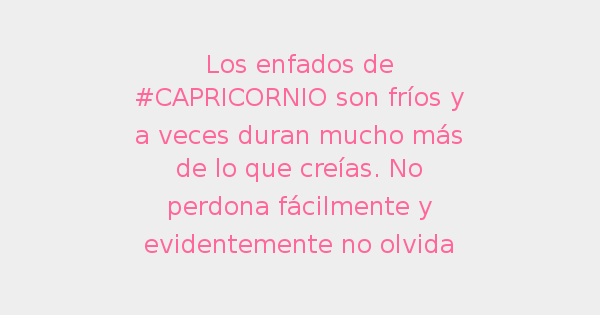 Los enfados de
#CAPRICORNIO son fríos y
a veces duran mucho más
de lo que creías. No
perdona fácilmente y
evidentemente no olvida